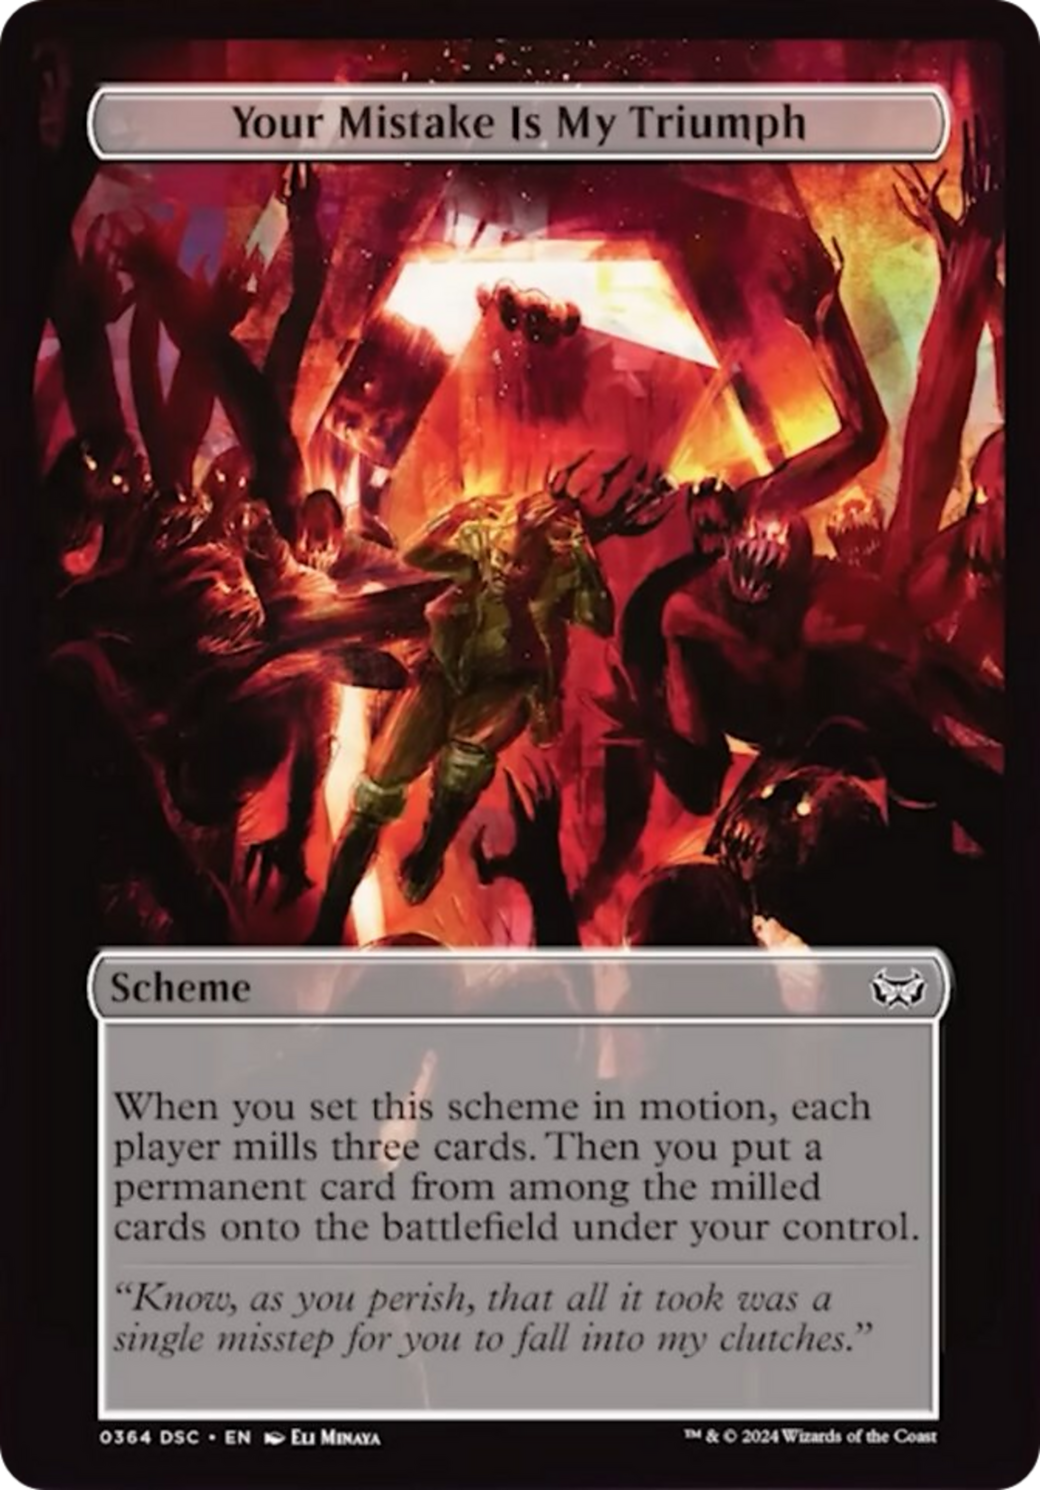 Your Mistake Is My Triumph
Scheme
When you set this scheme in motion, each
player mills three cards. Then you put a
permanent card from among the milled
cards onto the battlefield under your control.
“Know, as you perish, that all it took was a
single misstep for you to fall into my clutches.”
0364 DSC • EN Eli Minaya
™ & © 2024 Wizards of the Coast